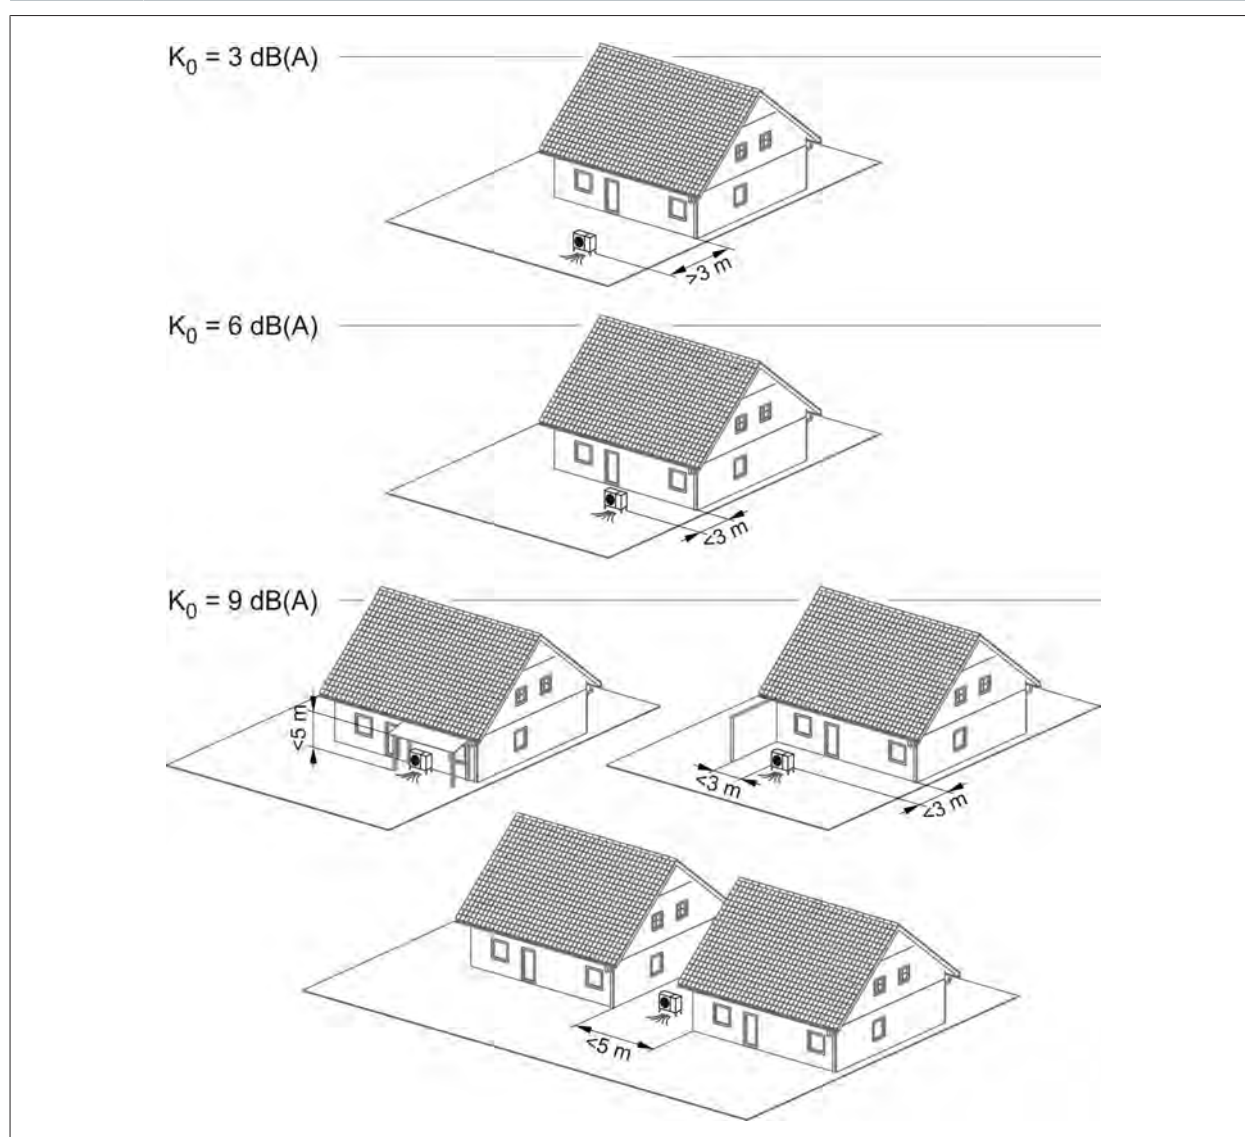 K₀ = 3 dB(A)
>3 m
K₀ = 6 dB(A)
<3 m
K₀ = 9 dB(A)
<5 m
<3 m
<3 m
<5 m